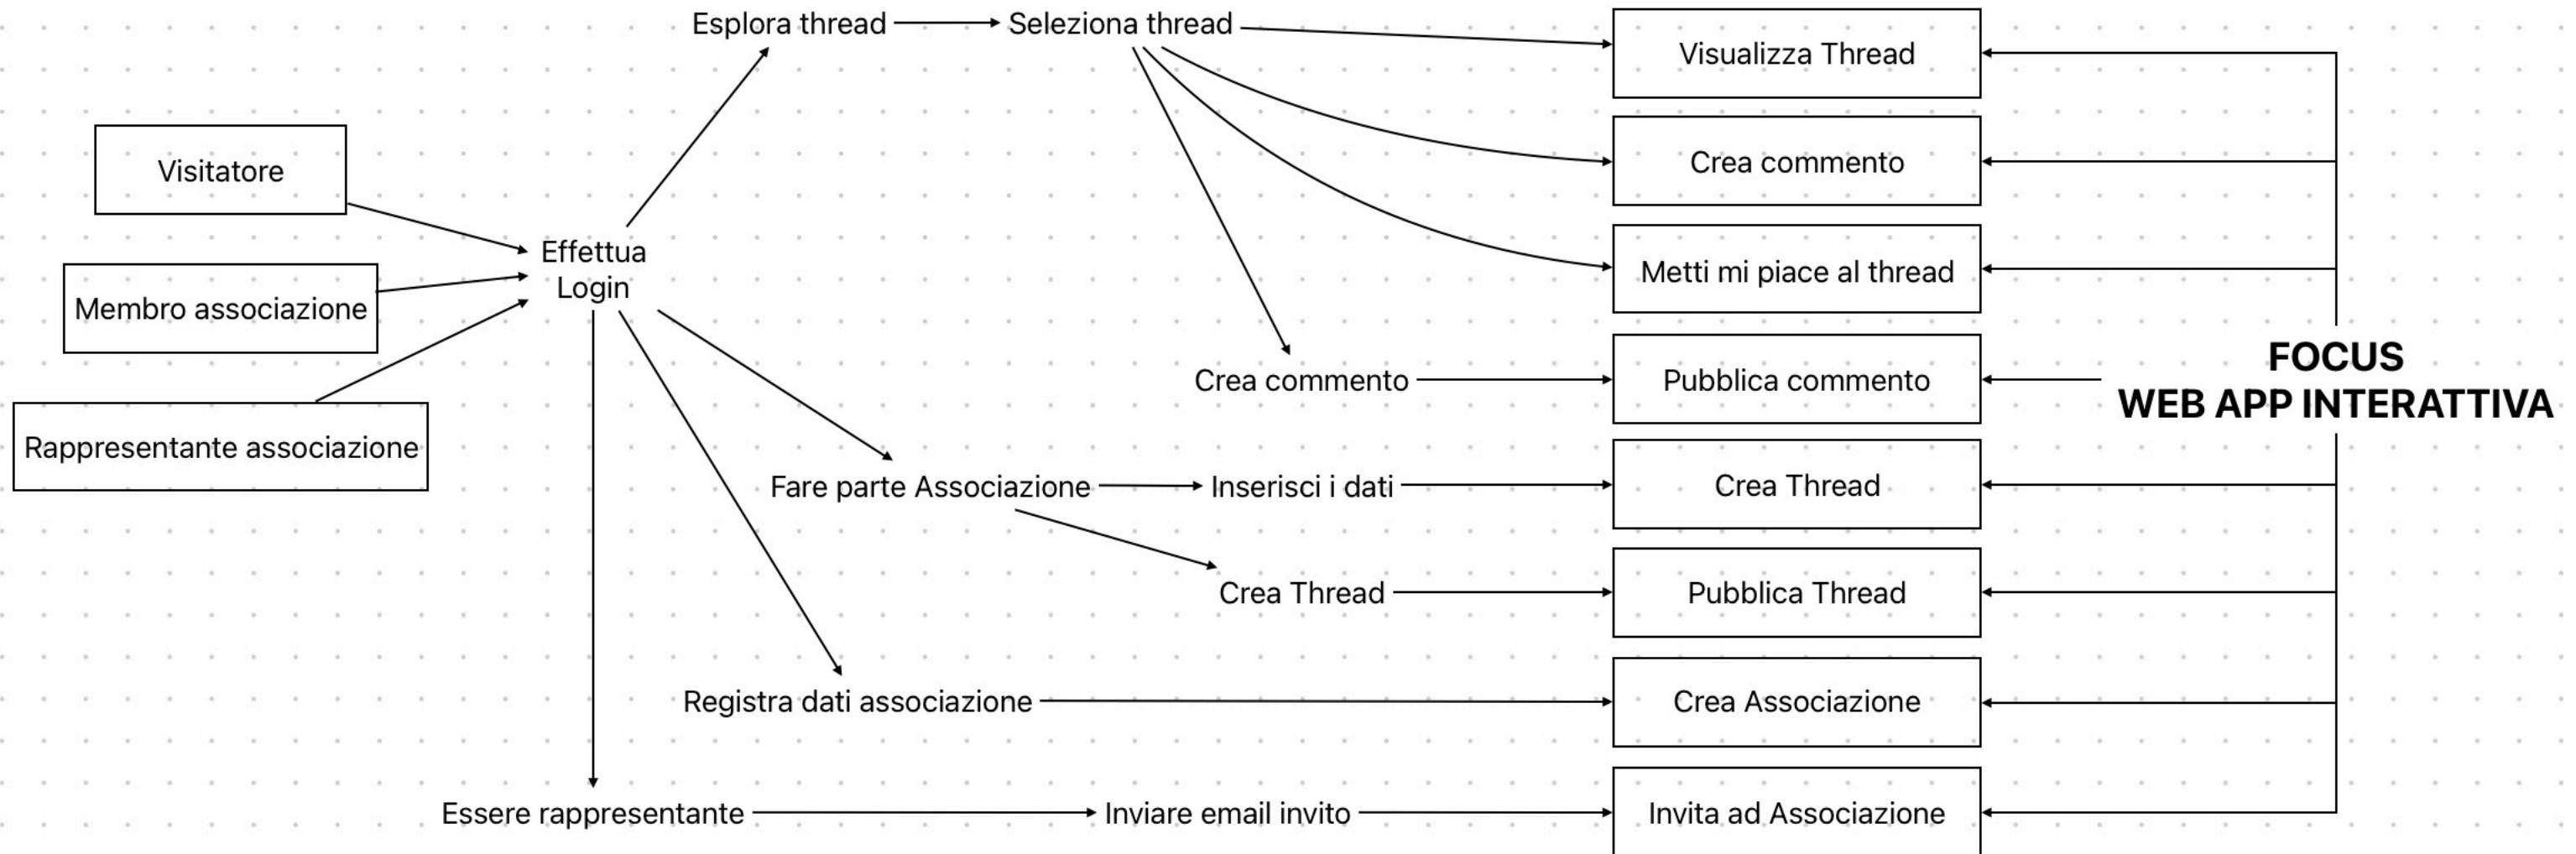 Esplora thread
Seleziona thread
Visualizza Thread
Visitatore
Crea commento
Effettua
Login
Metti mi piace al thread
Membro associazione
FOCUS
WEB APP INTERATTIVA
Crea commento
Pubblica commento
Rappresentante associazione
Fare parte Associazione
Inserisci i dati
Crea Thread
Crea Thread
Pubblica Thread
Registra dati associazione
Crea Associazione
Essere rappresentante
Inviare email invito
Invita ad Associazione